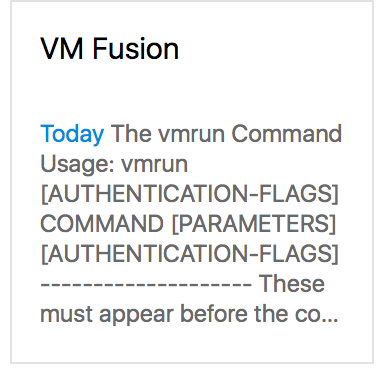 VM Fusion
Today The vmrun Command
Usage: vmrun
[AUTHENTICATION-FLAGS]
COMMAND [PARAMETERS]
[AUTHENTICATION-FLAGS]
--------------------- These
must appear before the co...